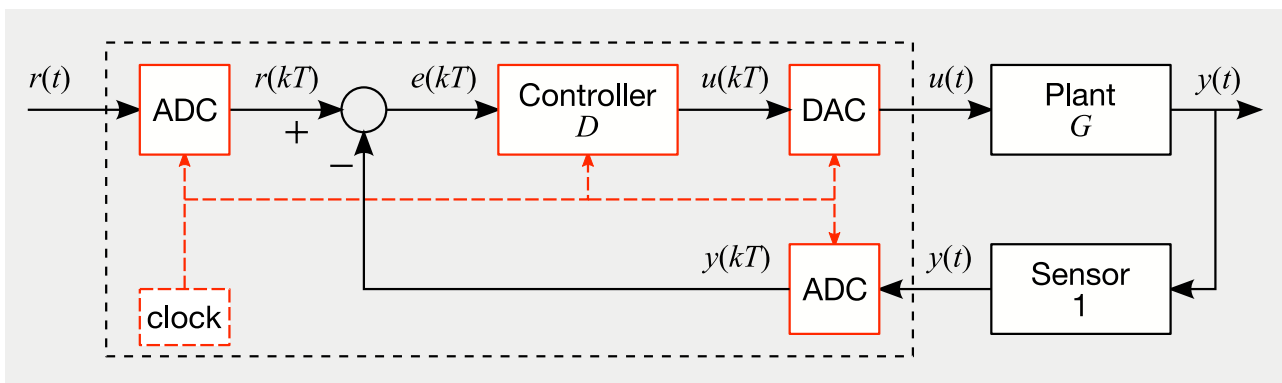 r(t)
ADC
r(kT)
+
−
e(kT)
Controller
D
u(kT)
DAC
u(t)
Plant
G
y(t)
y(kT)
ADC
y(t)
Sensor
1
clock